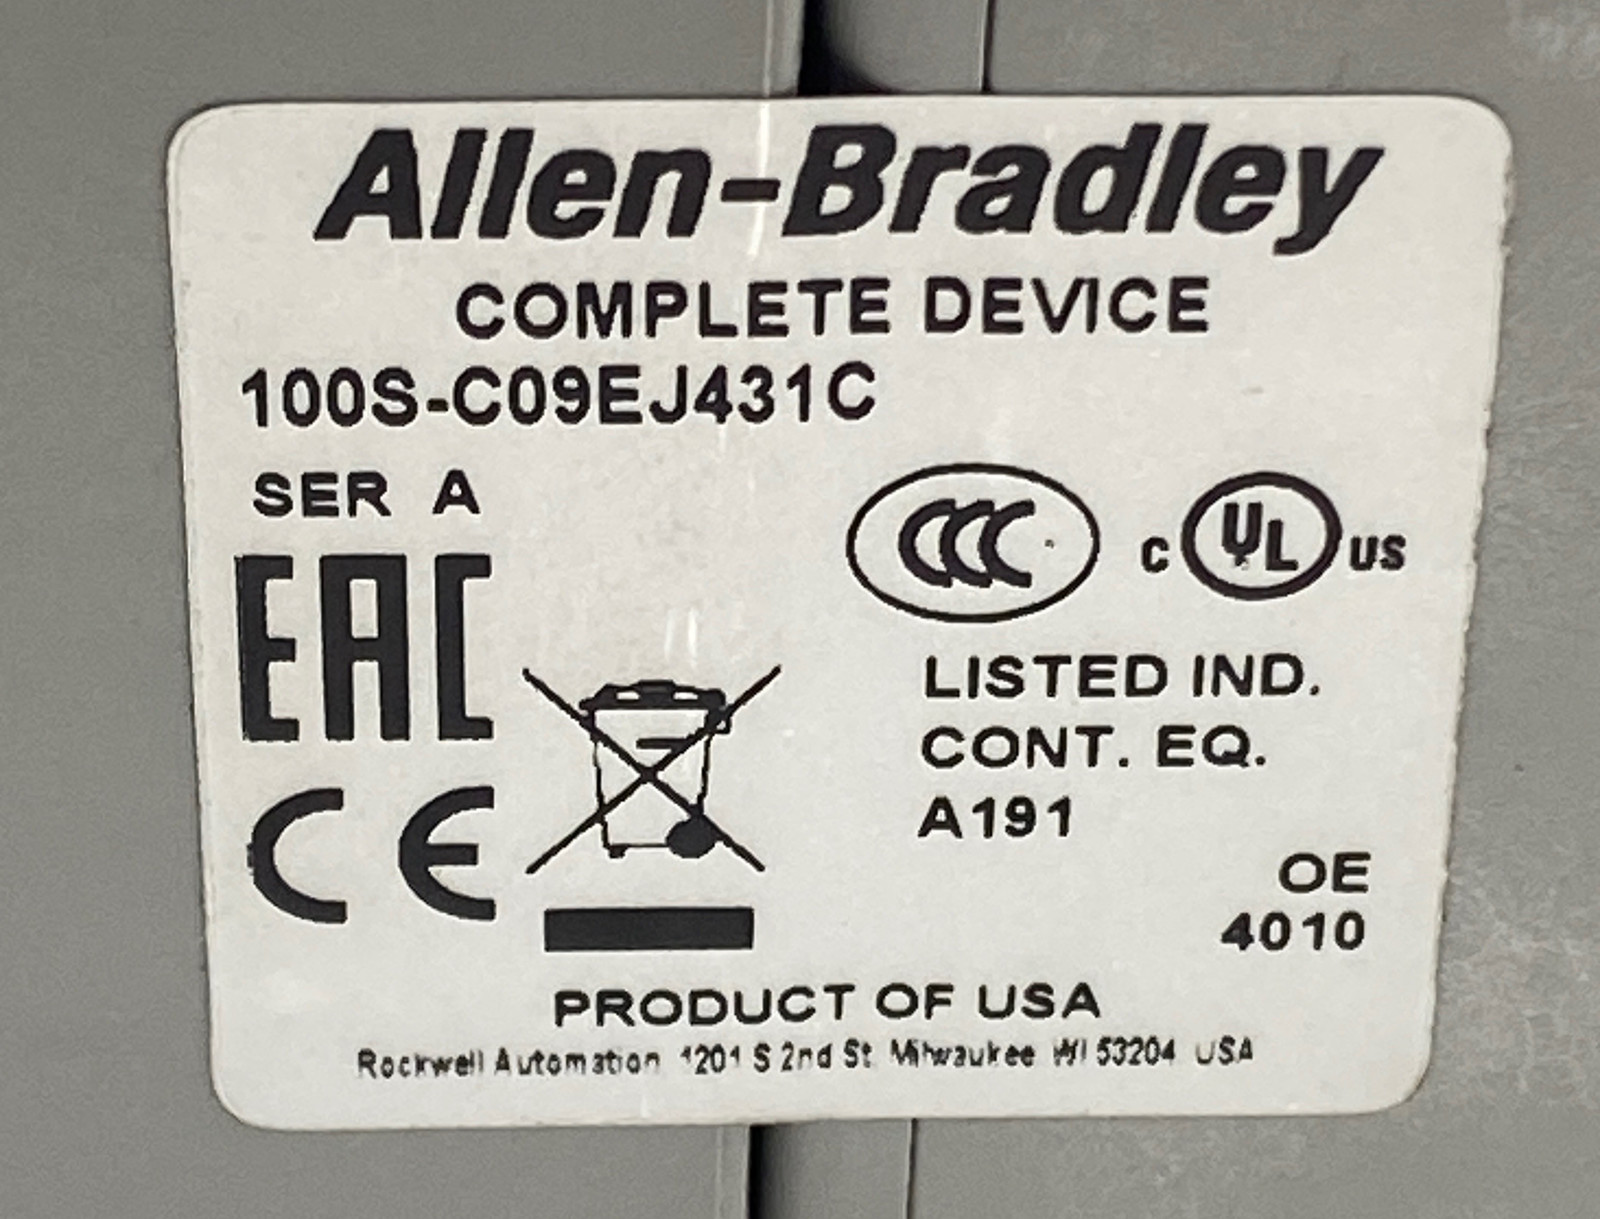 Allen-Bradley
COMPLETE DEVICE
100S-C09EJ431C
SER A
EAC
CCC
C UL US
LISTED IND.
CONT. EQ.
A191
CE
OE
4010
PRODUCT OF USA
Rockwell Automation 1201 S 2nd St Milwaukee WI 53204 USA